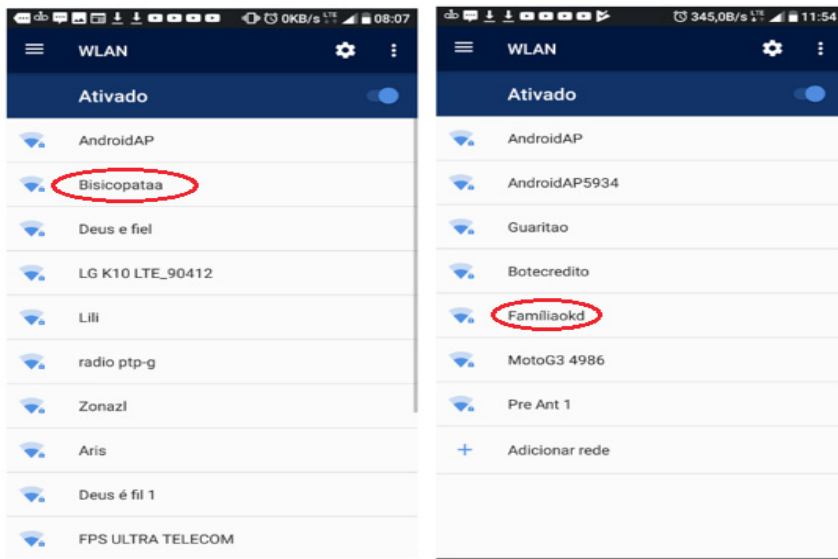 0KB/s LTE 08:07
WLAN
Ativado
AndroidAP
Bisicopataa
Deus e fiel
LG K10 LTE_90412
Lili
radio ptp-g
Zonazl
Aris
Deus é fil 1
FPS ULTRA TELECOM
345,0B/s LTE 11:54
WLAN
Ativado
AndroidAP
AndroidAP5934
Guaritao
Botecredito
Famíliaokd
MotoG3 4986
Pre Ant 1
Adicionar rede